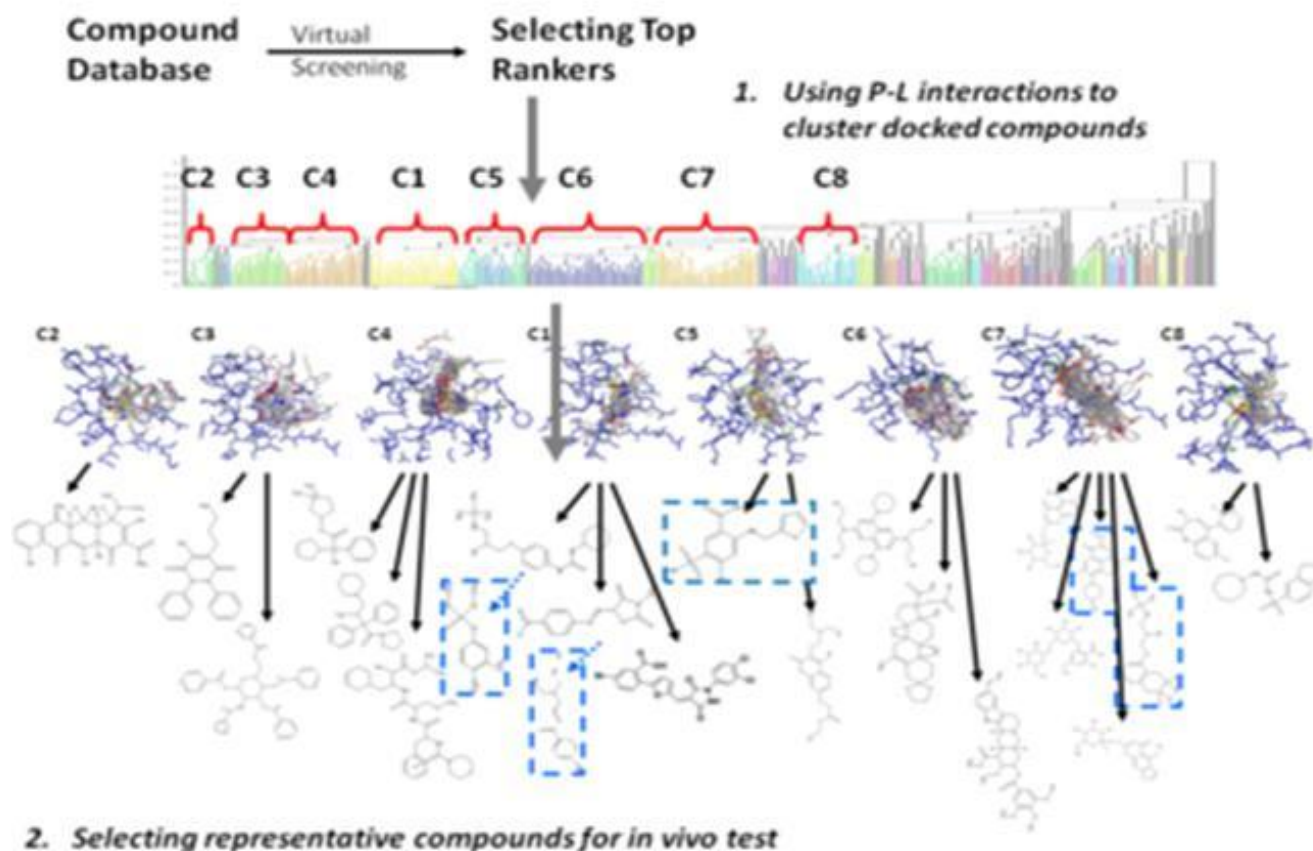 Compound
Database
Virtual
Screening
Selecting Top
Rankers
1. Using P-L interactions to
cluster docked compounds
C2 C3 C4 C1 C5 C6 C7 C8
C2 C3 C4 C1 C5 C6 C7 C8
2. Selecting representative compounds for in vivo test